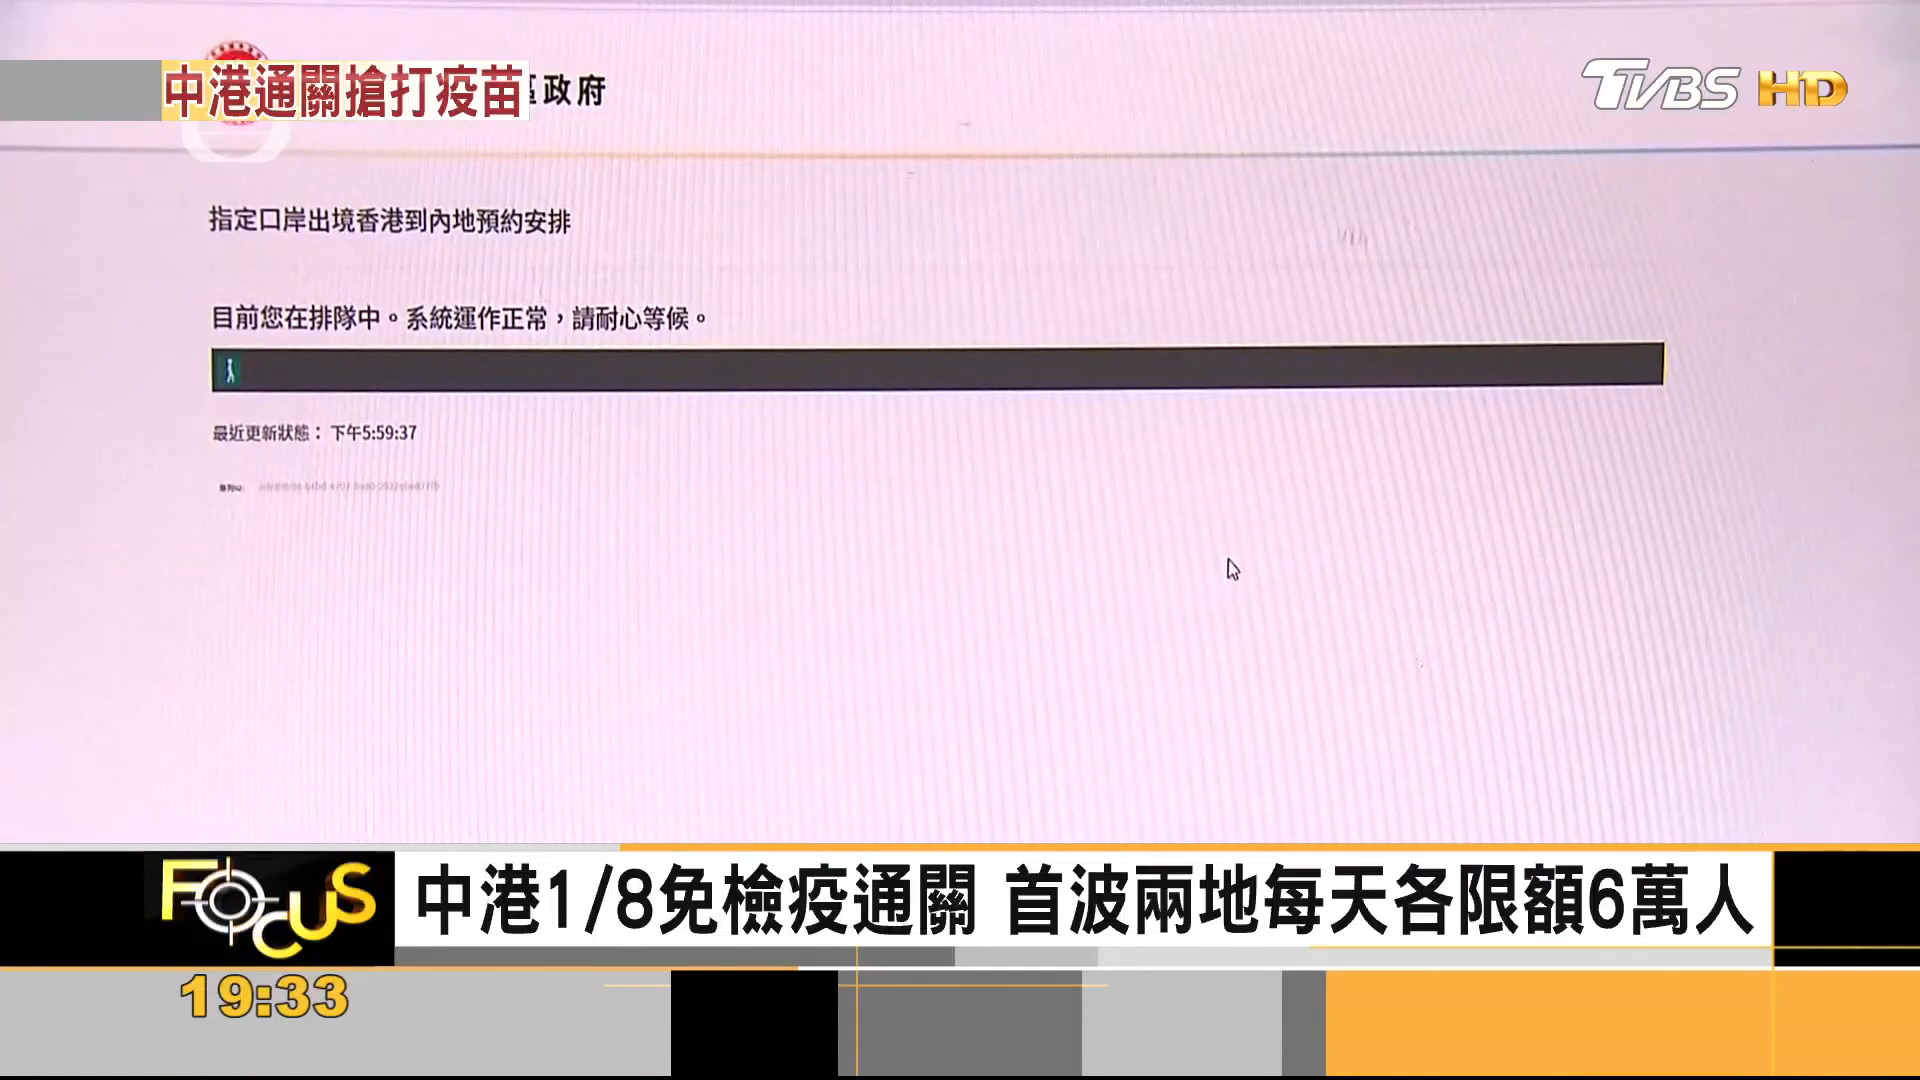 中港通關搶打疫苗
區政府
TVBS HD
指定口岸出境香港到內地預約安排
目前您在排隊中。系統運作正常，請耐心等候。
最近更新狀態： 下午5:59:37
FOCUS
中港1/8免檢疫通關 首波兩地每天各限額6萬人
19:33